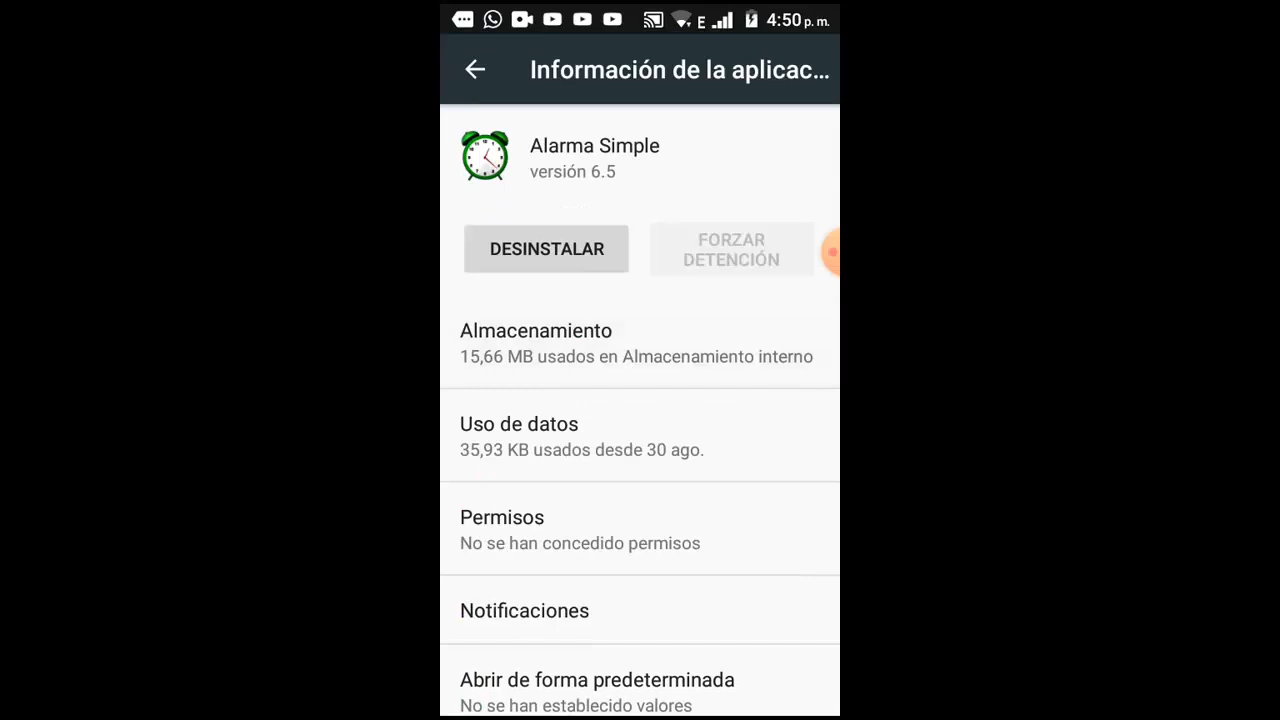 E 4:50 p. m.
Información de la aplicac...
Alarma Simple
versión 6.5
DESINSTALAR
FORZAR
DETENCIÓN
Almacenamiento
15,66 MB usados en Almacenamiento interno
Uso de datos
35,93 KB usados desde 30 ago.
Permisos
No se han concedido permisos
Notificaciones
Abrir de forma predeterminada
No se han establecido valores